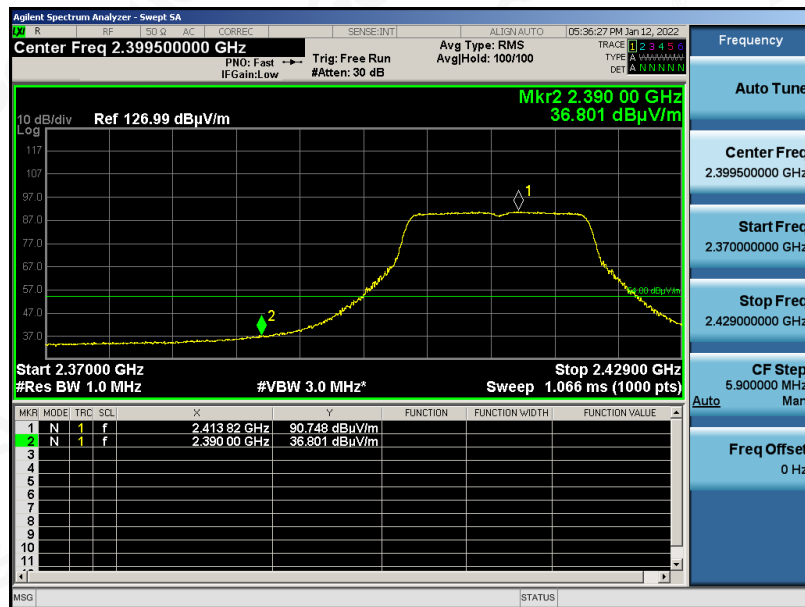 Agilent Spectrum Analyzer - Swept SA
LXI R RF 50 Ω AC CORREC SENSE:INT ALIGNAUTO 05:36:27 PM Jan 12, 2022
Center Freq 2.399500000 GHz
PNO: Fast
IFGain:Low
Trig: Free Run
#Atten: 30 dB
Avg Type: RMS
Avg|Hold: 100/100
TRACE 1 2 3 4 5 6
TYPE A WWWWW
DET A N N N N N
Mkr2 2.390 00 GHz
36.801 dBµV/m
10 dB/div Ref 126.99 dBµV/m
Log
117
107
97.0
87.0
77.0
67.0
57.0
47.0
37.0
1
2
54.00 dBµV/m
Start 2.37000 GHz Stop 2.42900 GHz
#Res BW 1.0 MHz #VBW 3.0 MHz* Sweep 1.066 ms (1000 pts)
MKR MODE TRC SCL X Y FUNCTION FUNCTION WIDTH FUNCTION VALUE
1 N 1 f 2.413 82 GHz 90.748 dBµV/m
2 N 1 f 2.390 00 GHz 36.801 dBµV/m
3
4
5
6
7
8
9
10
11
MSG STATUS
Frequency
Auto Tune
Center Freq
2.399500000 GHz
Start Freq
2.370000000 GHz
Stop Freq
2.429000000 GHz
CF Step
5.900000 MHz
Auto Man
Freq Offset
0 Hz